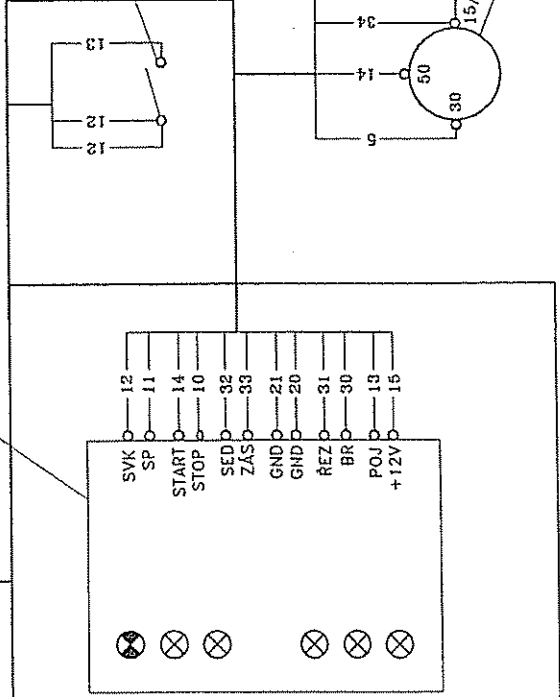 13
12
12
34
14
5
15/
50
30
SVK 12
SP 11
START 14
STOP 10
SED 32
ZÁS 33
GND 21
GND 20
ŘEZ 31
BR 30
POJ 13
+12V 15